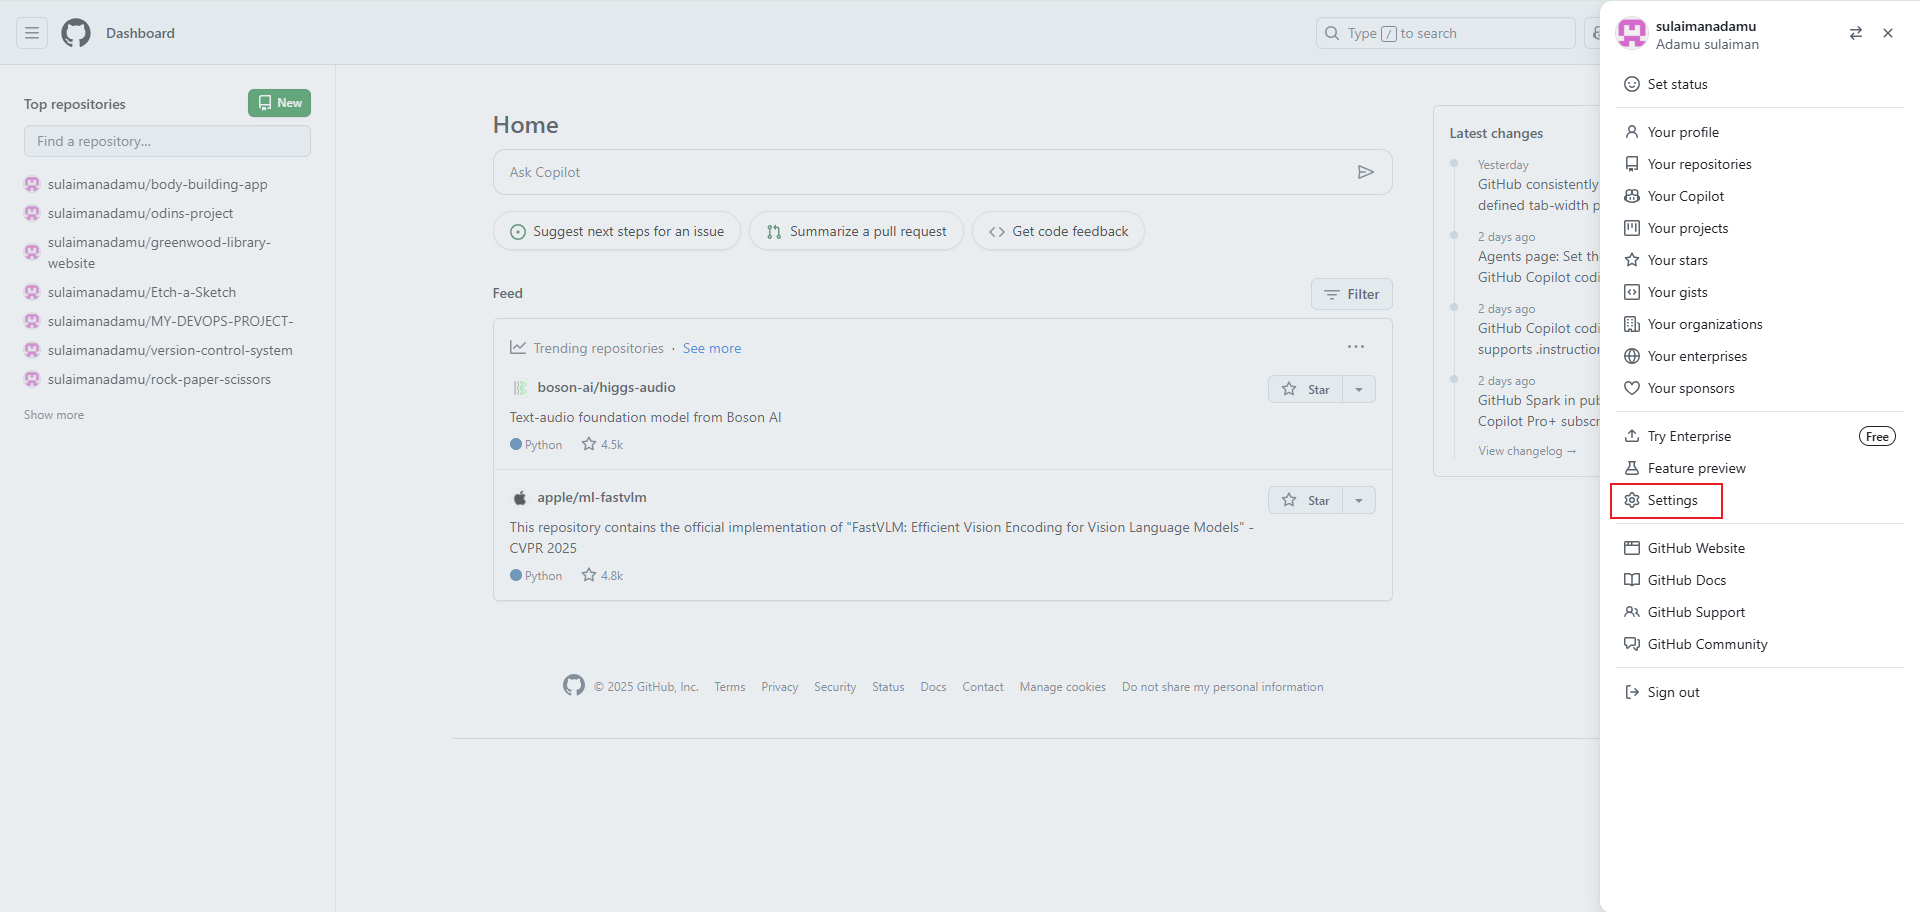 Dashboard
Type / to search
Top repositories
New
Find a repository...
sulaimanadamu/body-building-app
sulaimanadamu/odins-project
sulaimanadamu/greenwood-library-
website
sulaimanadamu/Etch-a-Sketch
sulaimanadamu/MY-DEVOPS-PROJECT-
sulaimanadamu/version-control-system
sulaimanadamu/rock-paper-scissors
Show more
Home
Ask Copilot
Suggest next steps for an issue
Summarize a pull request
Get code feedback
Feed
Filter
Trending repositories · See more
boson-ai/higgs-audio
Star
Text-audio foundation model from Boson AI
Python 4.5k
apple/ml-fastvlm
Star
This repository contains the official implementation of "FastVLM: Efficient Vision Encoding for Vision Language Models" -
CVPR 2025
Python 4.8k
© 2025 GitHub, Inc. Terms Privacy Security Status Docs Contact Manage cookies Do not share my personal information
Latest changes
Yesterday
GitHub consistently
defined tab-width
2 days ago
Agents page: Set
GitHub Copilot
2 days ago
GitHub Copilot
supports
2 days ago
GitHub Spark in
Copilot Pro+
View changelog →
sulaimanadamu
Adamu sulaiman
Set status
Your profile
Your repositories
Your Copilot
Your projects
Your stars
Your gists
Your organizations
Your enterprises
Your sponsors
Try Enterprise Free
Feature preview
Settings
GitHub Website
GitHub Docs
GitHub Support
GitHub Community
Sign out